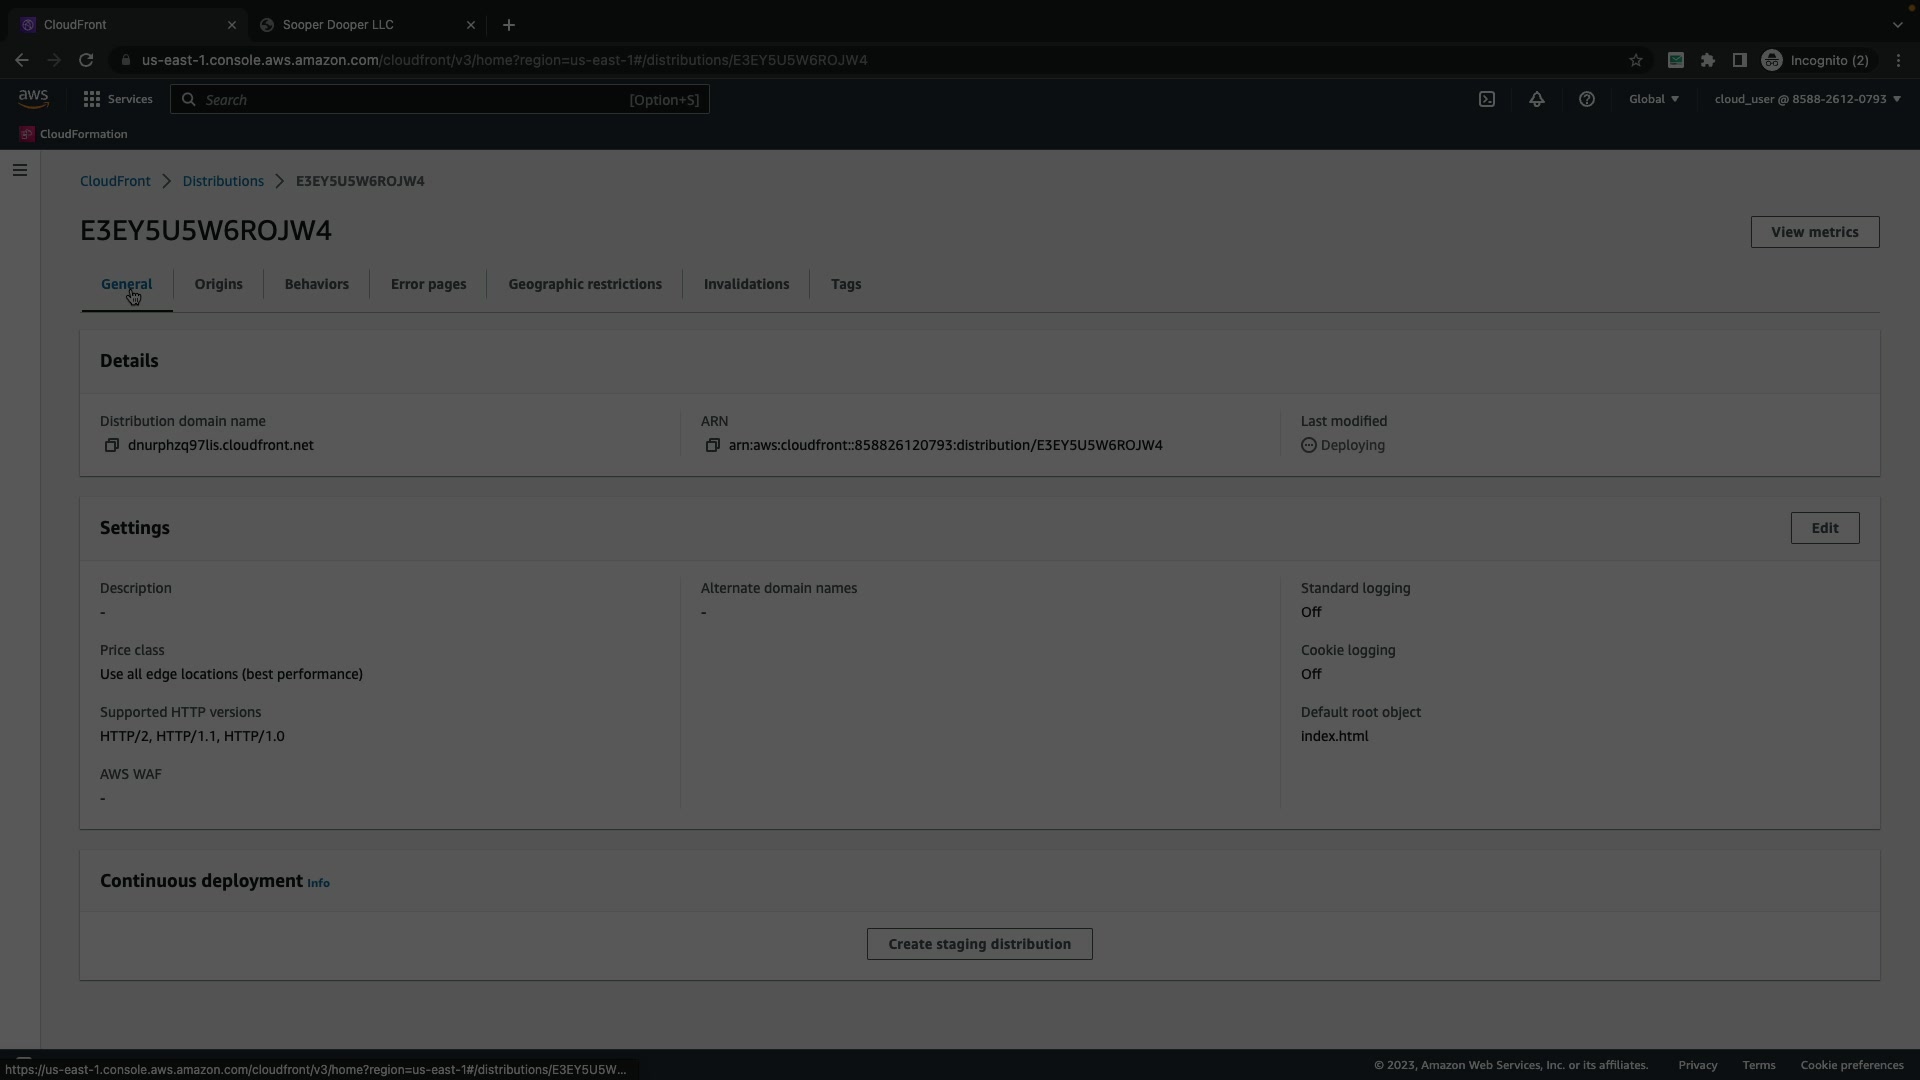 CloudFront
Sooper Dooper LLC
us-east-1.console.aws.amazon.com/cloudfront/v3/home?region=us-east-1#/distributions/E3EY5U5W6ROJW4
Incognito (2)
aws
Services
Search
[Option+S]
Global
cloud_user @ 8588-2612-0793
CloudFormation
CloudFront
Distributions
E3EY5U5W6ROJW4
E3EY5U5W6ROJW4
View metrics
General
Origins
Behaviors
Error pages
Geographic restrictions
Invalidations
Tags
Details
Distribution domain name
dnurphzq97lis.cloudfront.net
ARN
arn:aws:cloudfront::858826120793:distribution/E3EY5U5W6ROJW4
Last modified
Deploying
Settings
Edit
Description
-
Price class
Use all edge locations (best performance)
Supported HTTP versions
HTTP/2, HTTP/1.1, HTTP/1.0
AWS WAF
-
Alternate domain names
-
Standard logging
Off
Cookie logging
Off
Default root object
index.html
Continuous deployment Info
Create staging distribution
https://us-east-1.console.aws.amazon.com/cloudfront/v3/home?region=us-east-1#/distributions/E3EY5U5W...
© 2023, Amazon Web Services, Inc. or its affiliates.
Privacy
Terms
Cookie preferences